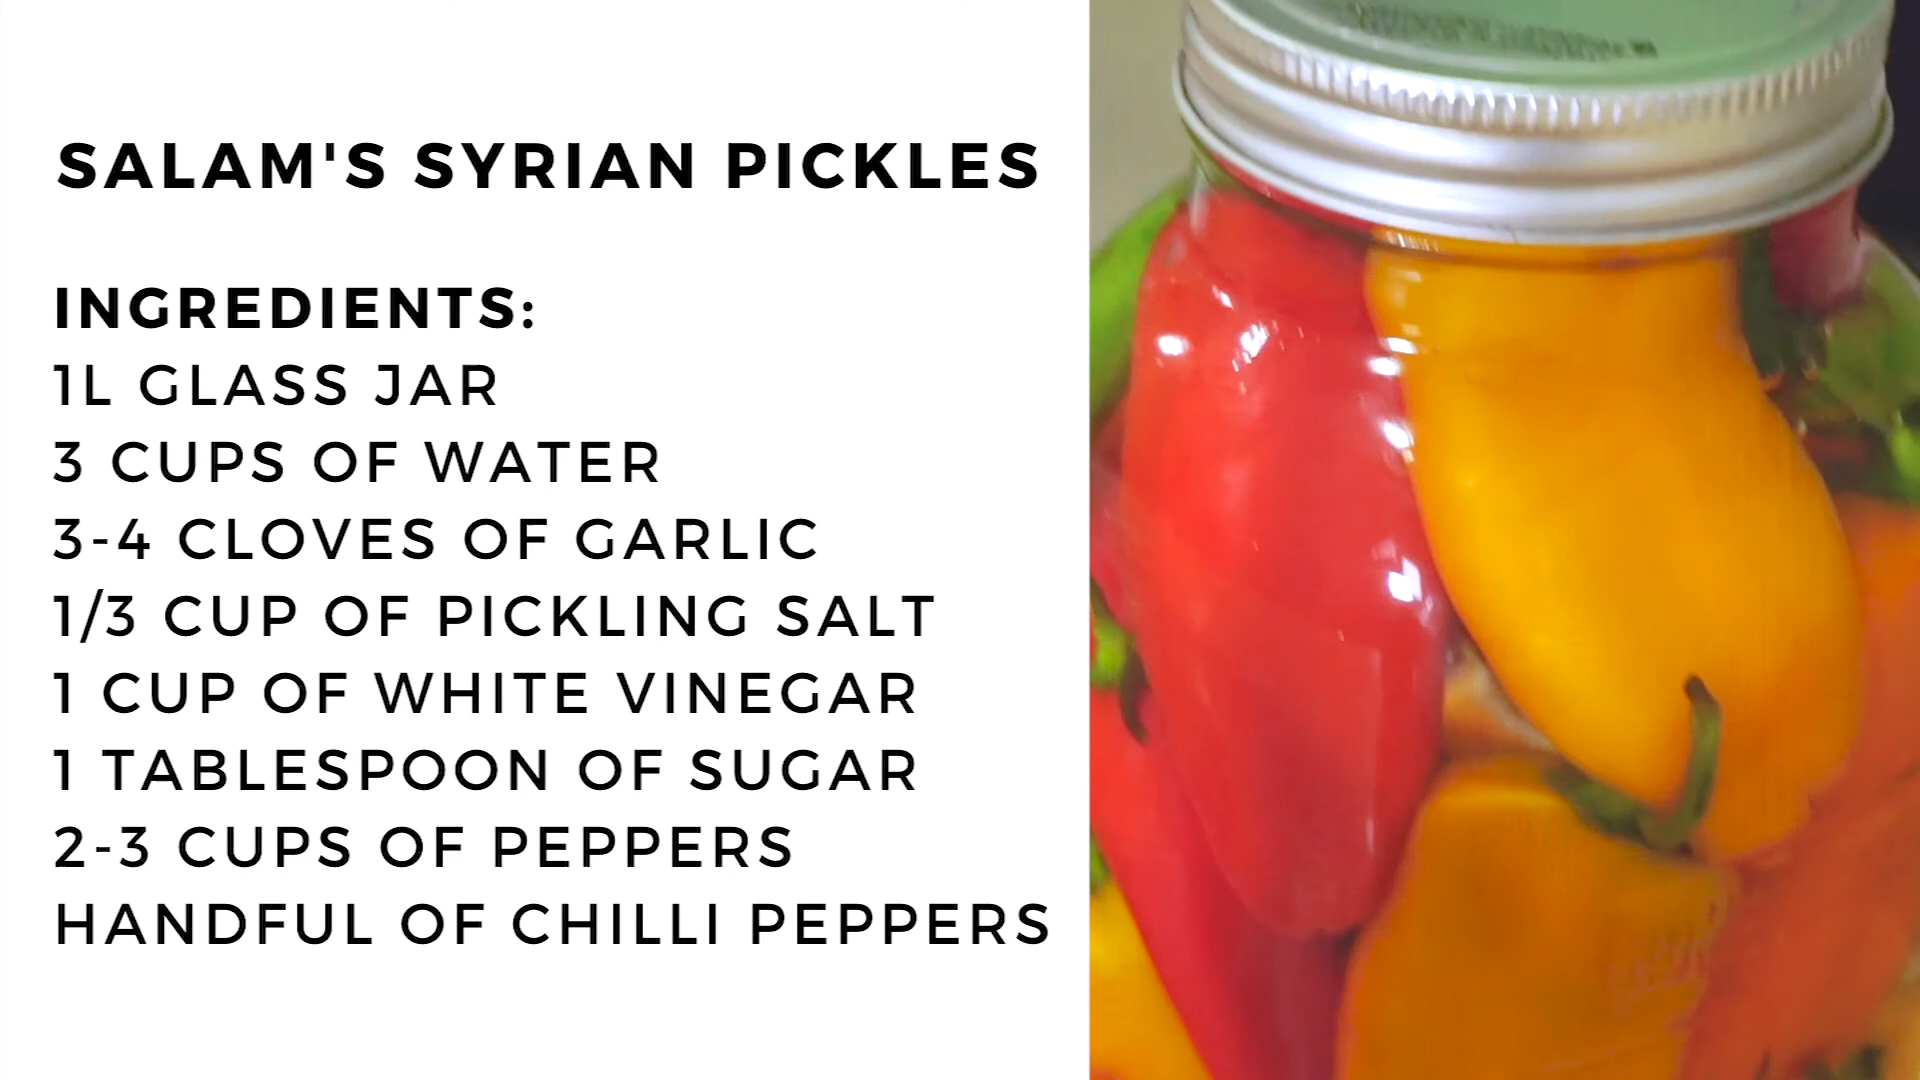 SALAM'S SYRIAN PICKLES
INGREDIENTS:
1L GLASS JAR
3 CUPS OF WATER
3-4 CLOVES OF GARLIC
1/3 CUP OF PICKLING SALT
1 CUP OF WHITE VINEGAR
1 TABLESPOON OF SUGAR
2-3 CUPS OF PEPPERS
HANDFUL OF CHILLI PEPPERS